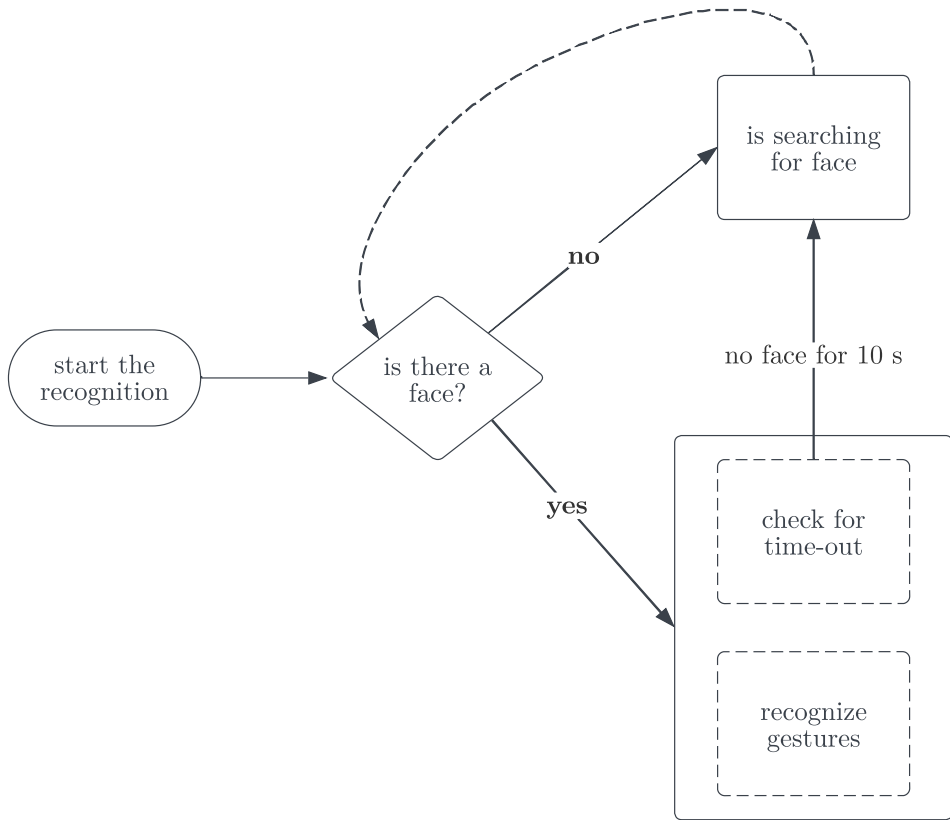 start the
recognition
is there a
face?
no
yes
is searching
for face
no face for 10 s
check for
time-out
recognize
gestures